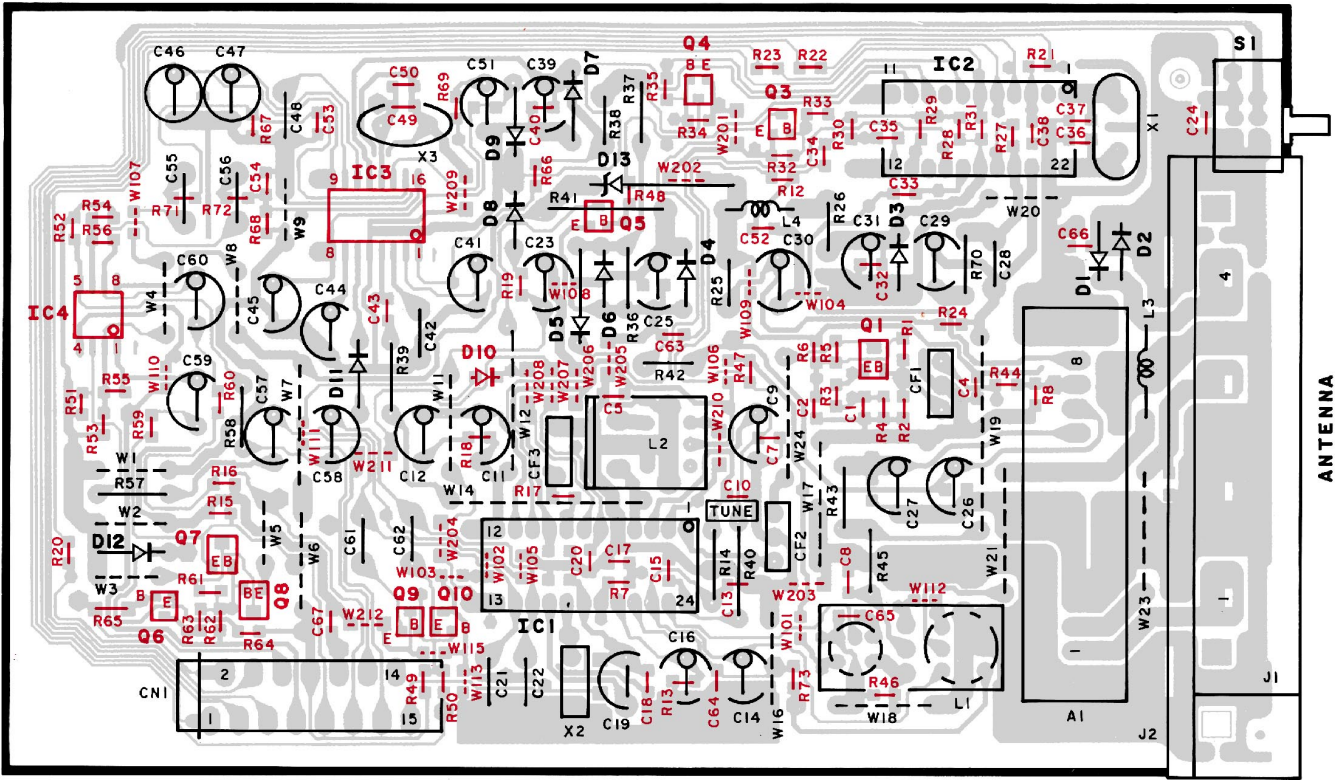 C46
C47
C50
C51
C39
D7
Q4
B E
R23
R22
11
IC2
R21
1
S1
R69
R35
Q3
R33
R29
R31
C37
C24
X1
R67
C48
C53
C49
C40
R38
R37
R34
W201
E
B
R30
C35
R28
R27
C38
C36
X3
D9
C34
12
22
W107
C55
C56
C54
9
IC3
16
W209
R66
D13
W202
R32
R12
C33
R71
R72
R41
R48
R26
W20
R52
R54
R56
R68
W9
8
1
D8
E
B
Q5
L4
C52
C31
D3
C29
C66
D1
D2
C60
W8
C41
C23
D4
C30
R70
C28
4
5
8
IC4
W4
C45
C44
C43
C42
R19
W108
R25
W109
W104
C32
L3
D5
D6
R36
C25
C63
Q1
R1
R24
4
1
W110
C59
D11
R39
D10
W206
W205
R42
W106
R47
R6
R5
EB
CF1
8
ANTENNA
R51
R55
R60
C57
W7
W11
W208
W207
C5
C9
C2
R3
C1
R4
R2
C4
R44
R8
R53
R59
R58
W111
W12
W210
W19
W1
C58
W211
C12
R18
C11
CF3
L2
C7
W24
R57
R16
W14
R17
C10
W17
R43
C27
C26
W2
R15
TUNE
1
D12
Q7
W5
W6
C61
C62
W204
12
R20
EB
W102
W105
C20
C17
C15
R14
R40
CF2
C8
R45
W21
W23
W3
R61
W103
R7
C13
W203
W112
1
B
E
BE
Q8
Q9
Q10
13
24
R65
Q6
R63
R62
C67
W212
E
B
E
B
IC1
W101
C65
R64
W115
C16
1
CN1
2
14
R49
R50
W113
C21
C22
C18
R13
C64
R73
R46
J1
1
15
X2
C19
C14
W16
W18
L1
A1
J2